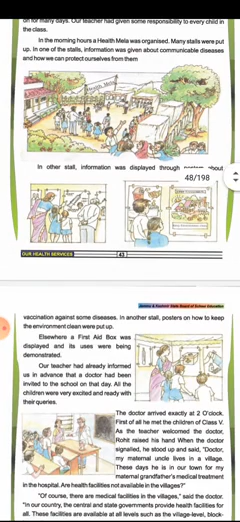 on for many days. Our teacher had given some responsibility to every child in
the class.
In the morning hours a Health Mela was organised. Many stalls were put
up. In one of the stalls, information was given about communicable diseases
and how we can protect ourselves from them
Health Mela
In other stall, information was displayed through about
48/198
OUR HEALTH SERVICES
43
Jammu & Kashmir State Board of School Education
vaccination against some diseases. In another stall, posters on how to keep
the environment clean were put up.
Elsewhere a First Aid Box was
displayed and its uses were being
demonstrated.
Our teacher had already informed
us in advance that a doctor had been
invited to the school on that day. All the
children were very excited and ready with
their queries.
The doctor arrived exactly at 2 O'clock.
First of all he met the children of Class V.
As the teacher welcomed the doctor,
Rohit raised his hand When the doctor
signalled, he stood up and said, "Doctor,
my maternal uncle lives in a village.
These days he is in our town for my
maternal grandfather's medical treatment
in the hospital. Are health facilities not available in the villages?"
"Of course, there are medical facilities in the villages," said the doctor.
"In our country, the central and state governments provide health facilities for
all. These facilities are available at all levels such as the village-level, block-